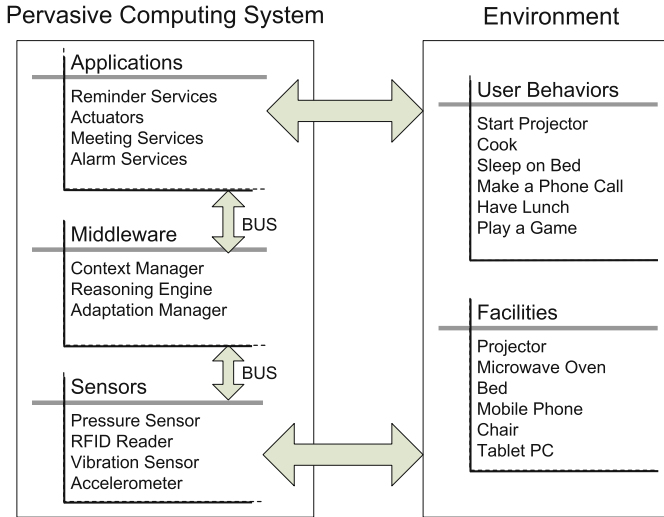 Pervasive Computing System
Applications
Reminder Services
Actuators
Meeting Services
Alarm Services
BUS
Middleware
Context Manager
Reasoning Engine
Adaptation Manager
BUS
Sensors
Pressure Sensor
RFID Reader
Vibration Sensor
Accelerometer
Environment
User Behaviors
Start Projector
Cook
Sleep on Bed
Make a Phone Call
Have Lunch
Play a Game
Facilities
Projector
Microwave Oven
Bed
Mobile Phone
Chair
Tablet PC